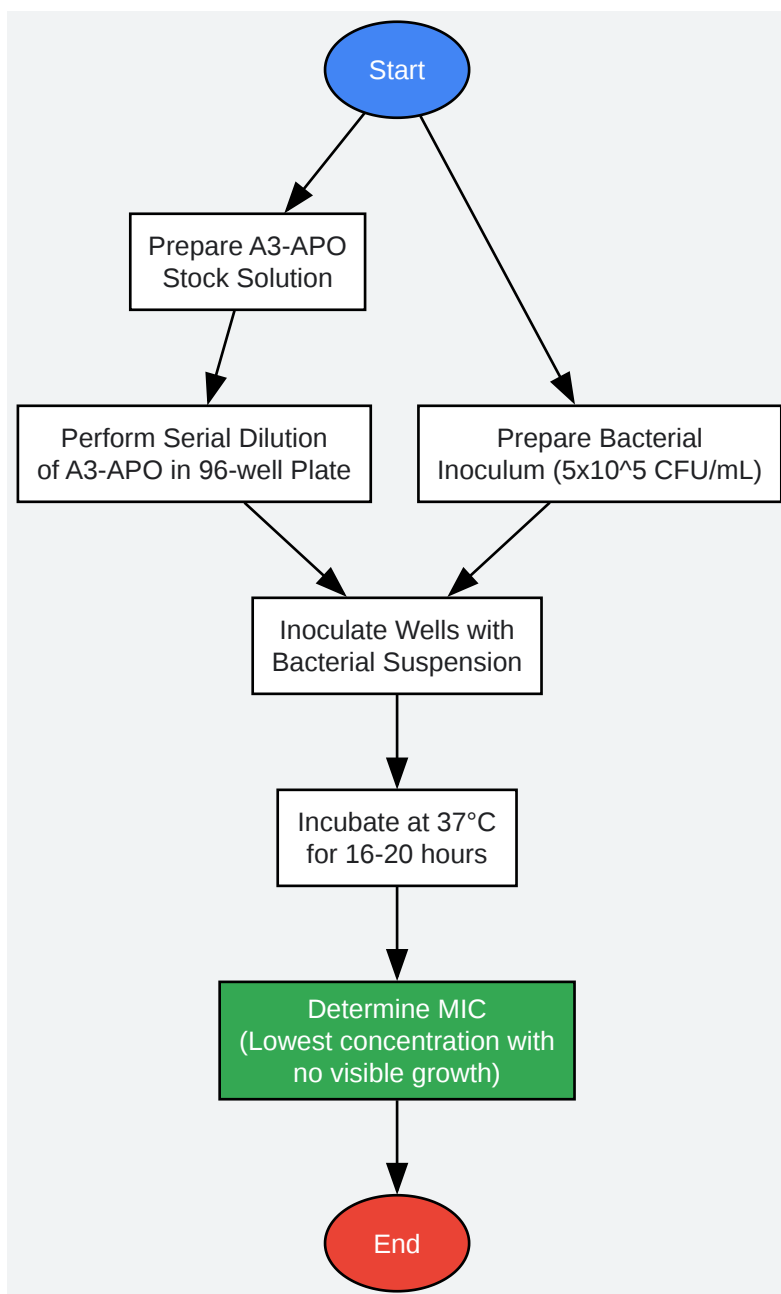 Start
Prepare A3-APO
Stock Solution
Perform Serial Dilution
of A3-APO in 96-well Plate
Prepare Bacterial
Inoculum (5x10^5 CFU/mL)
Inoculate Wells with
Bacterial Suspension
Incubate at 37°C
for 16-20 hours
Determine MIC
(Lowest concentration with
no visible growth)
End